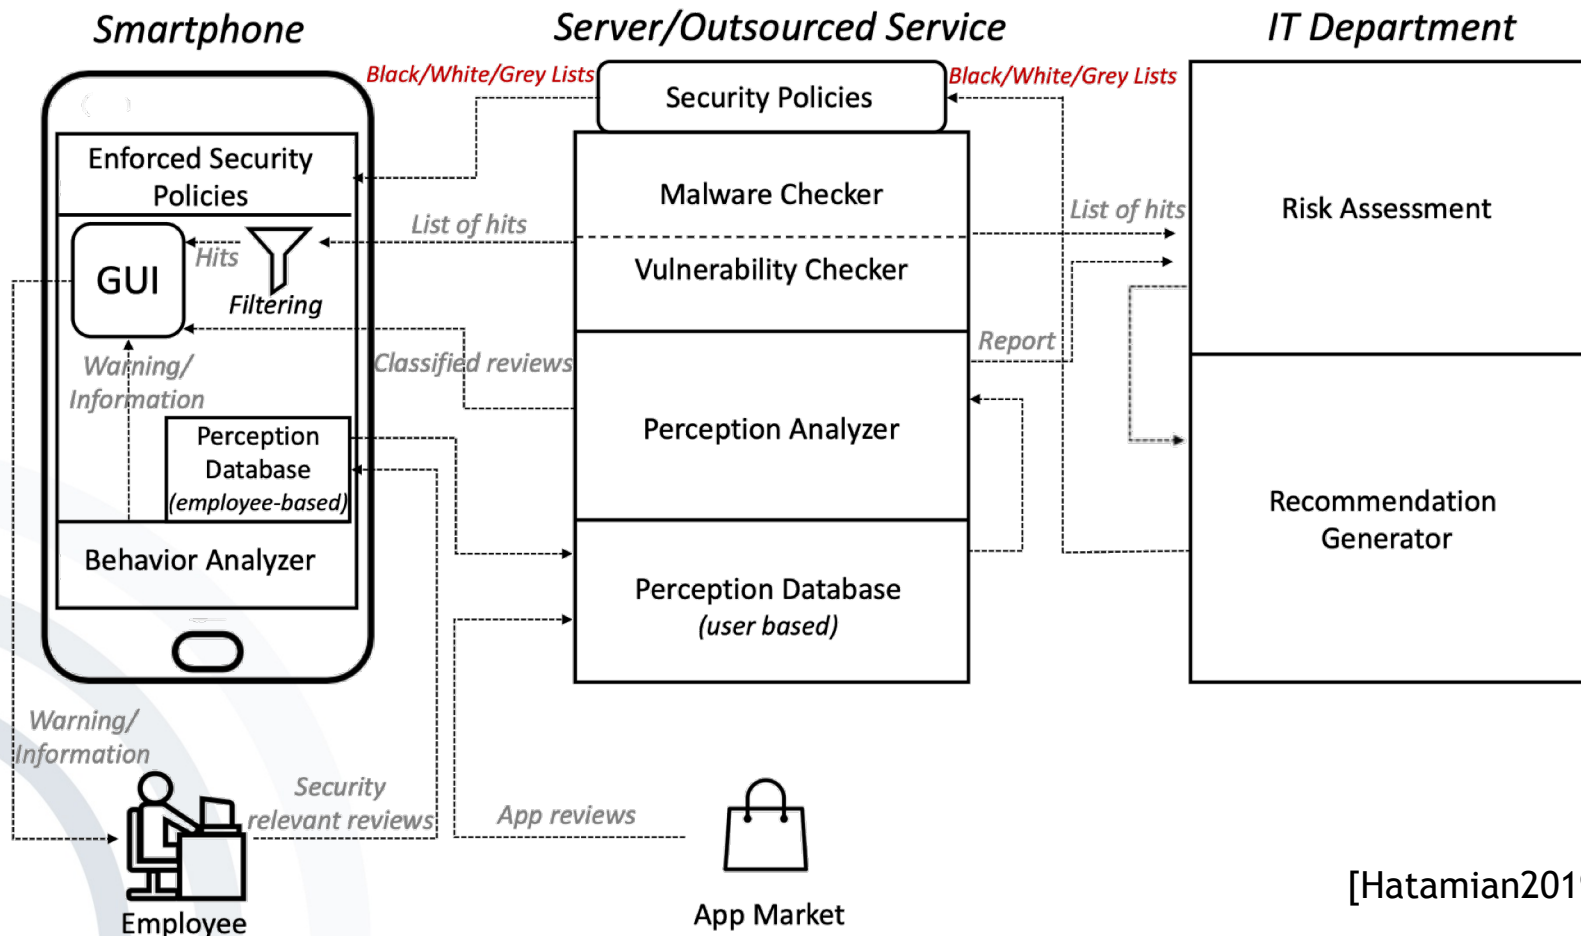 Smartphone
Server/Outsourced Service
IT Department
Black/White/Grey Lists
Security Policies
Black/White/Grey Lists
Enforced Security
Policies
Malware Checker
List of hits
List of hits
Risk Assessment
Hits
GUI
Filtering
Vulnerability Checker
Warning/
Information
Classified reviews
Report
Perception
Database
(employee-based)
Perception Analyzer
Recommendation
Generator
Behavior Analyzer
Perception Database
(user based)
Warning/
Information
Security
relevant reviews
App reviews
Employee
App Market
[Hatamian2019